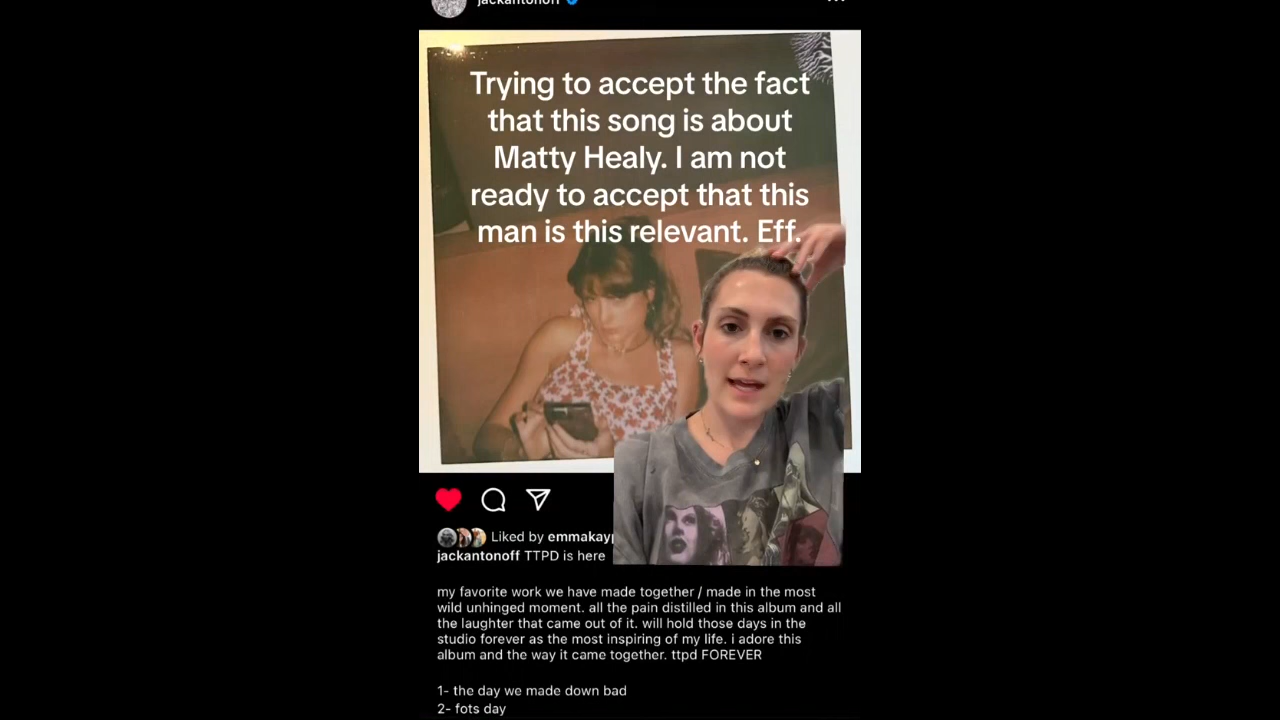 jackantonoff
Trying to accept the fact
that this song is about
Matty Healy. I am not
ready to accept that this
man is this relevant. Eff.
Liked by emmakay
jackantonoff TTPD is here
my favorite work we have made together / made in the most
wild unhinged moment. all the pain distilled in this album and all
the laughter that came out of it. will hold those days in the
studio forever as the most inspiring of my life. i adore this
album and the way it came together. ttpd FOREVER
1- the day we made down bad
2- fots day